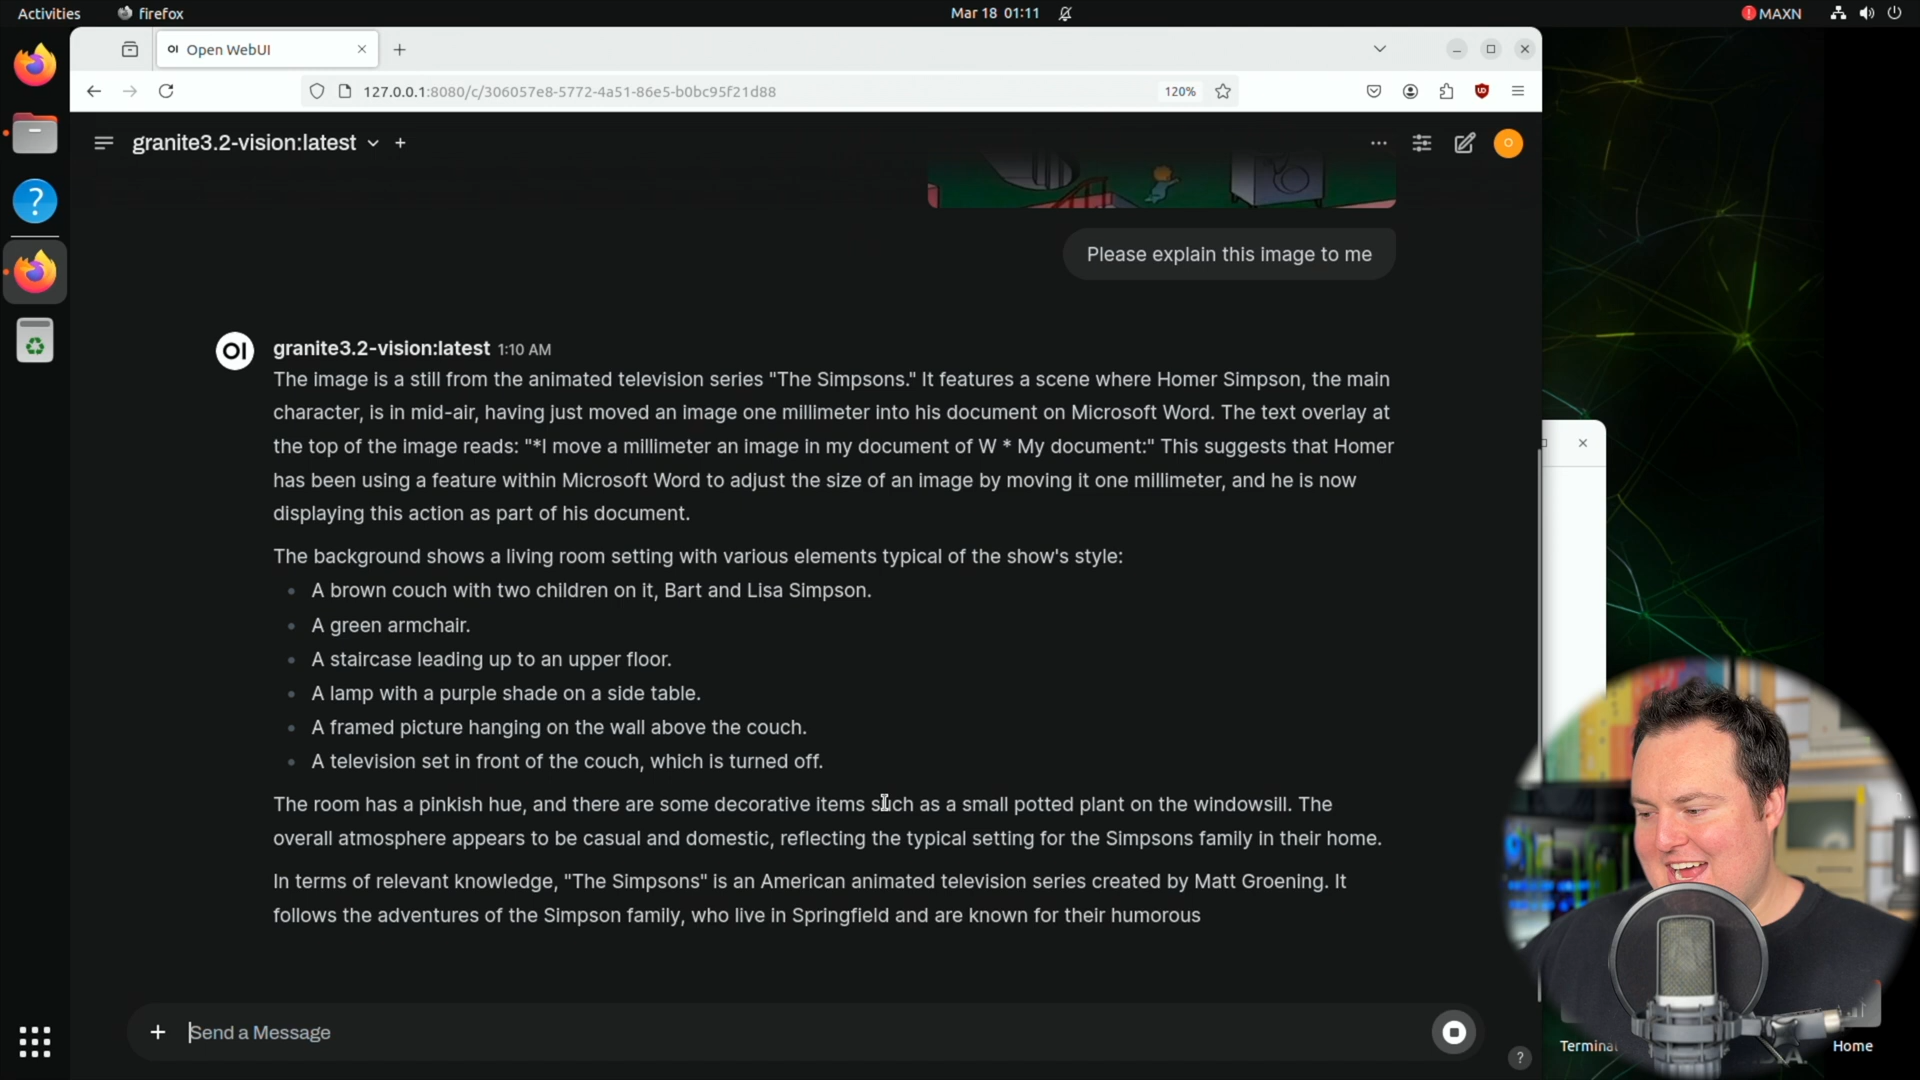 Activities
firefox
Mar 18 01:11
MAXN
OI Open WebUI
127.0.0.1:8080/c/306057e8-5772-4a51-86e5-b0bc95f21d88
120%
granite3.2-vision:latest
Please explain this image to me
OI
granite3.2-vision:latest 1:10 AM
The image is a still from the animated television series "The Simpsons." It features a scene where Homer Simpson, the main
character, is in mid-air, having just moved an image one millimeter into his document on Microsoft Word. The text overlay at
the top of the image reads: "*I move a millimeter an image in my document of W * My document:" This suggests that Homer
has been using a feature within Microsoft Word to adjust the size of an image by moving it one millimeter, and he is now
displaying this action as part of his document.
The background shows a living room setting with various elements typical of the show's style:
• A brown couch with two children on it, Bart and Lisa Simpson.
• A green armchair.
• A staircase leading up to an upper floor.
• A lamp with a purple shade on a side table.
• A framed picture hanging on the wall above the couch.
• A television set in front of the couch, which is turned off.
The room has a pinkish hue, and there are some decorative items such as a small potted plant on the windowsill. The
overall atmosphere appears to be casual and domestic, reflecting the typical setting for the Simpsons family in their home.
In terms of relevant knowledge, "The Simpsons" is an American animated television series created by Matt Groening. It
follows the adventures of the Simpson family, who live in Springfield and are known for their humorous
Send a Message
?
Home